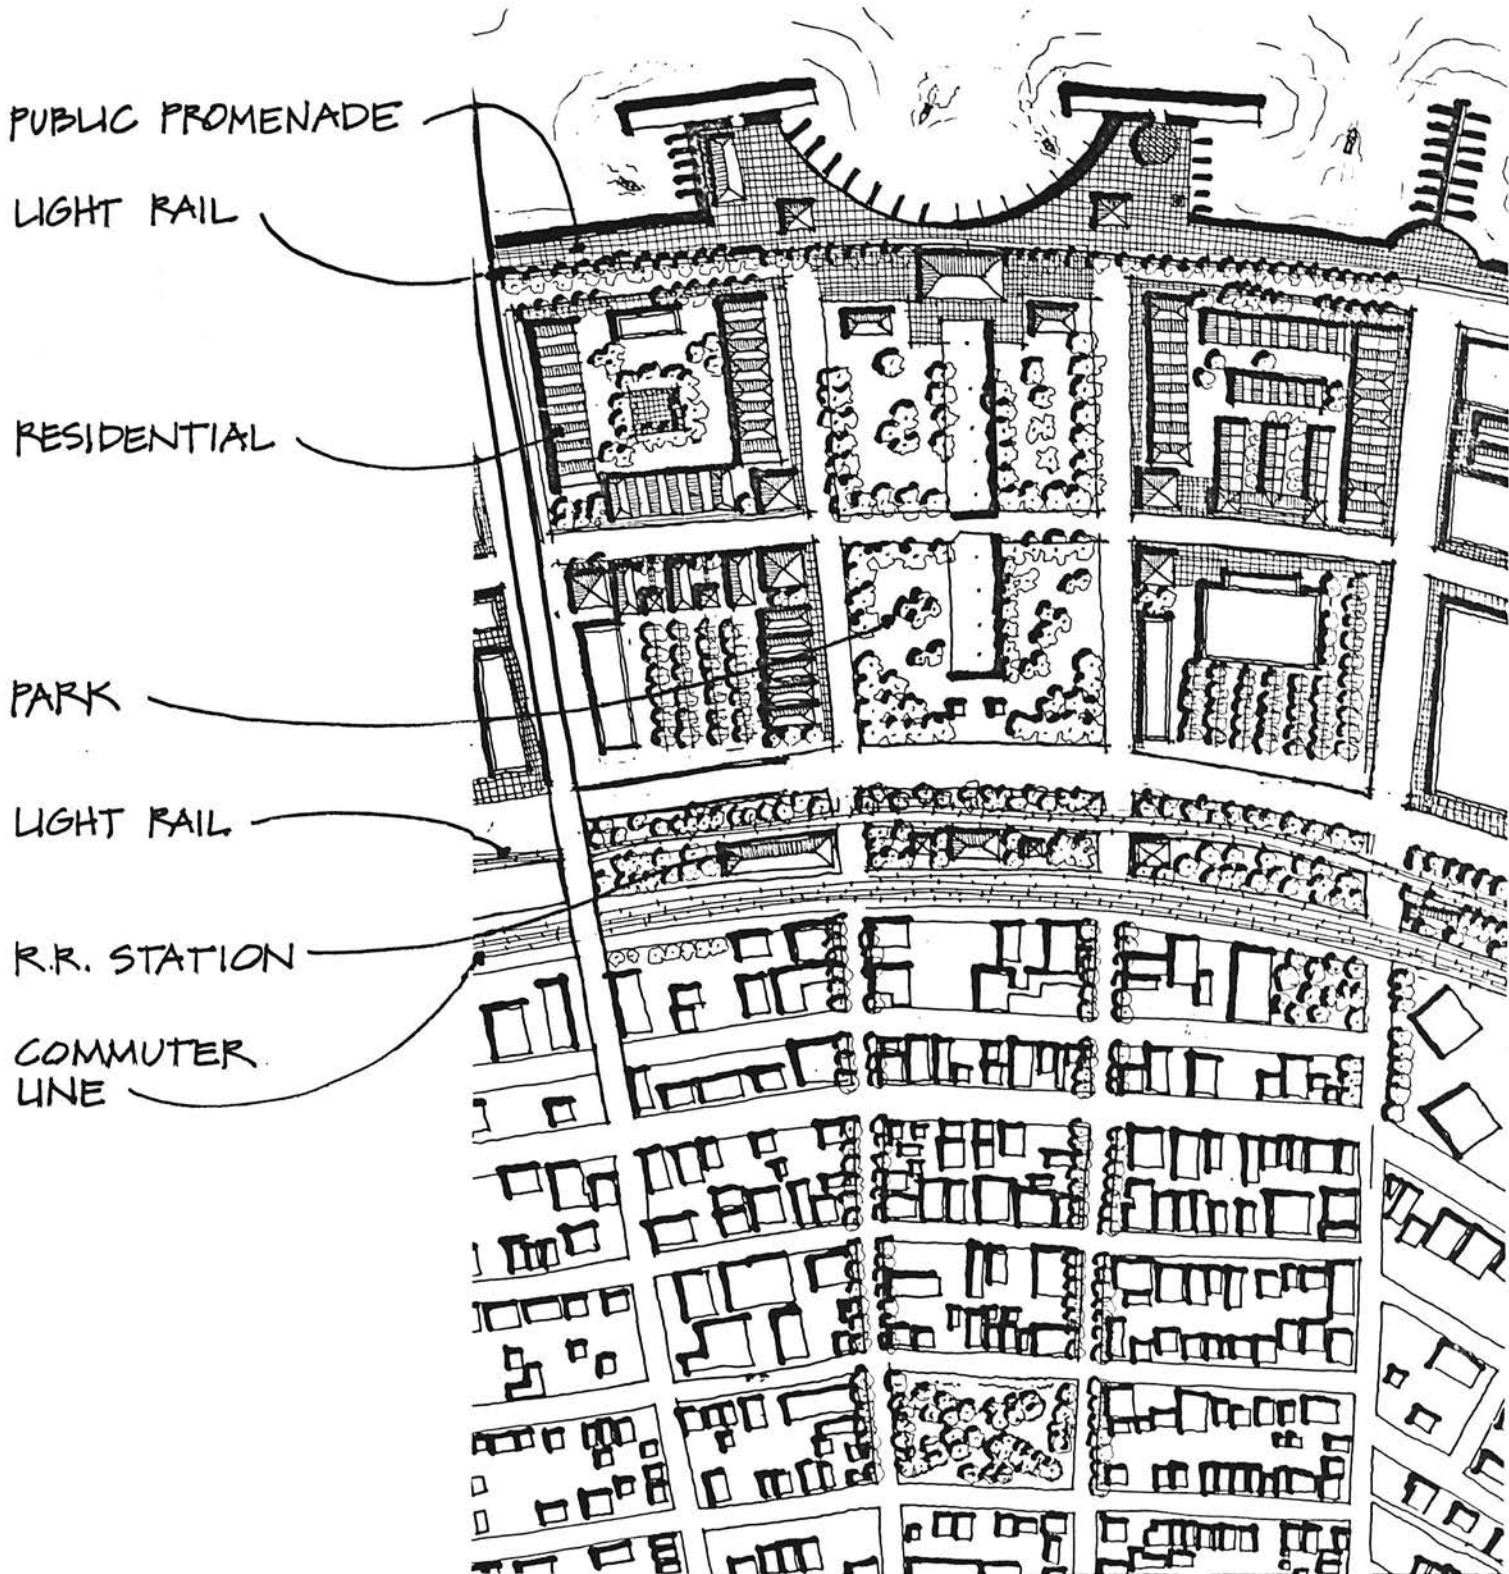 PUBLIC PROMENADE
LIGHT RAIL
RESIDENTIAL
PARK
LIGHT RAIL
R.R. STATION
COMMUTER
LINE